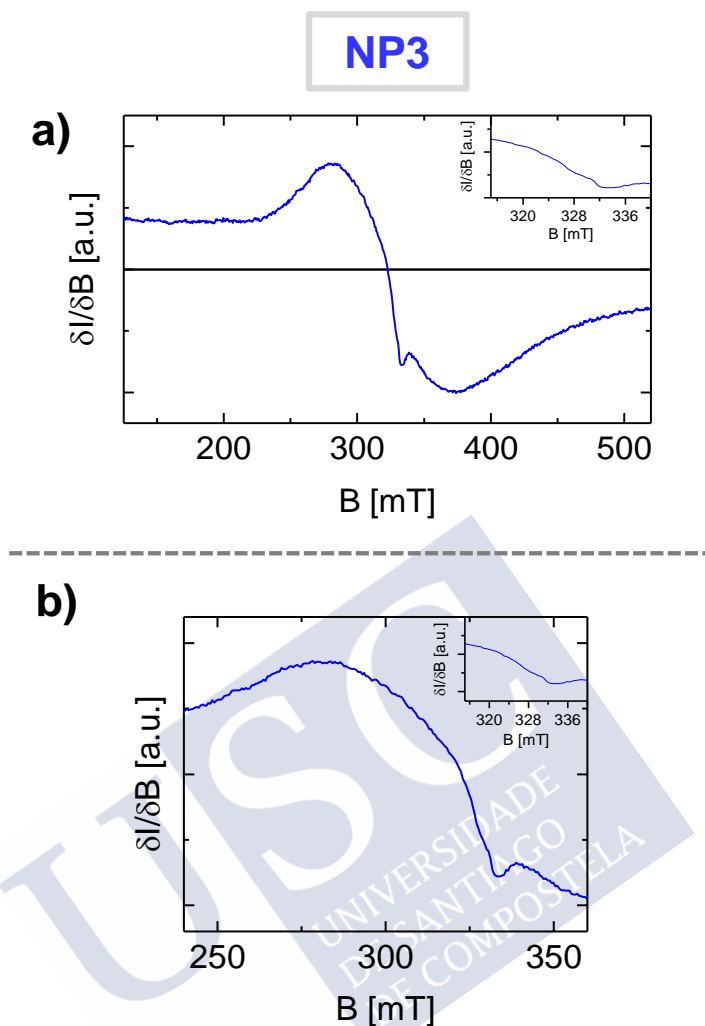 NP3
a)
δI/δB [a.u.]
200 300 400 500
B [mT]
δI/δB [a.u.]
320 328 336
B [mT]
b)
δI/δB [a.u.]
250 300 350
B [mT]
δI/δB [a.u.]
320 328 336
B [mT]
USC
UNIVERSIDADE
DE SANTIAGO
DE COMPOSTELA